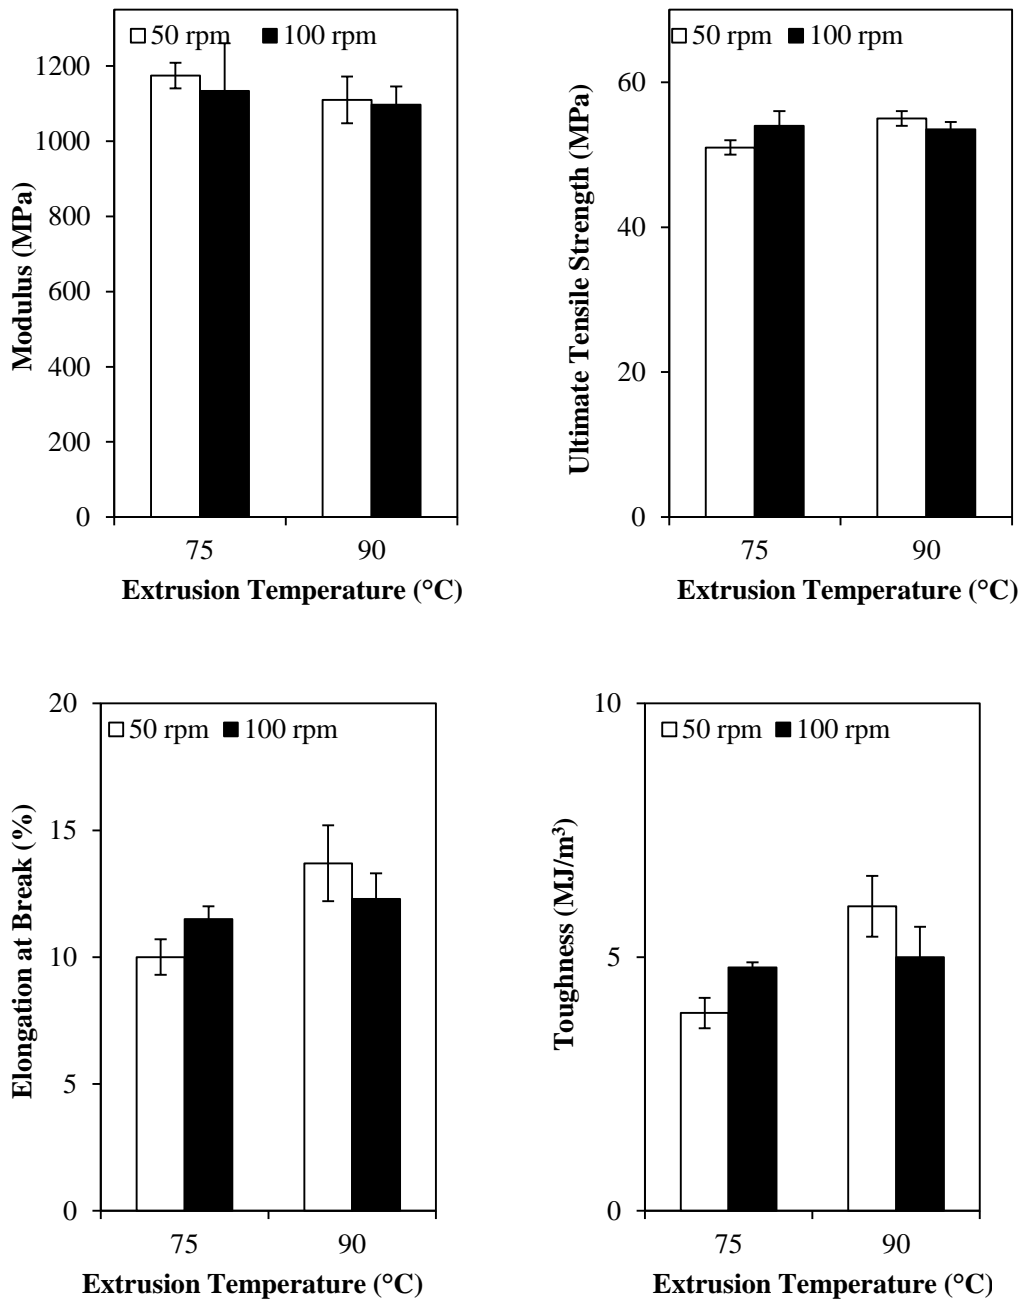 50 rpm 100 rpm
1200
1000
800
600
400
200
0
75 90
Modulus (MPa)
Extrusion Temperature (°C)
50 rpm 100 rpm
60
40
20
0
75 90
Ultimate Tensile Strength (MPa)
Extrusion Temperature (°C)
50 rpm 100 rpm
20
15
10
5
0
75 90
Elongation at Break (%)
Extrusion Temperature (°C)
50 rpm 100 rpm
10
5
0
75 90
Toughness (MJ/m³)
Extrusion Temperature (°C)